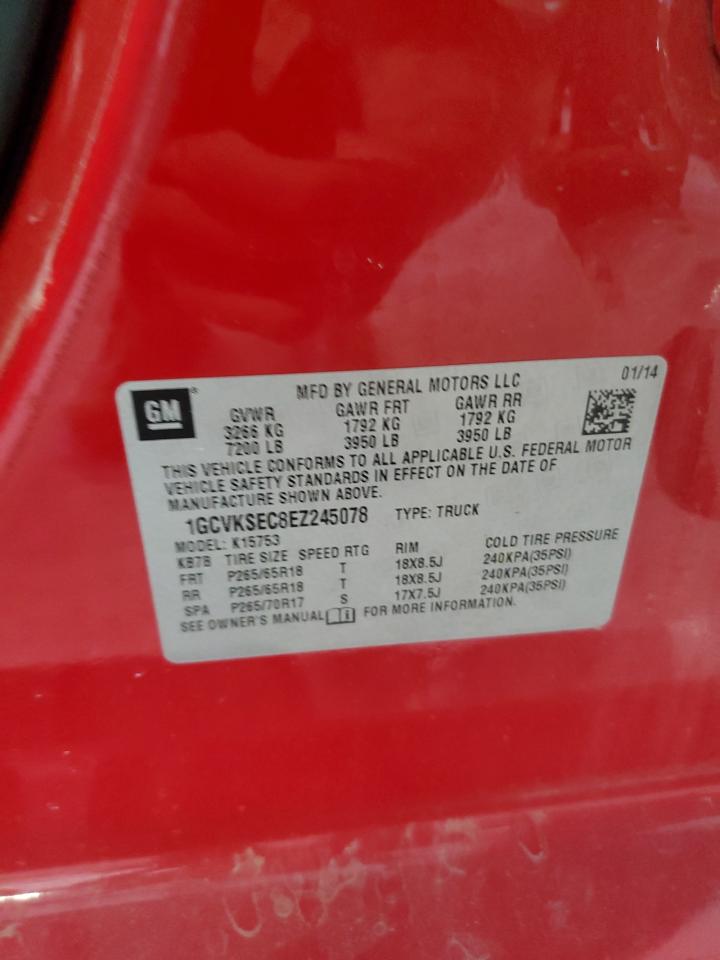 GM ® MFD BY GENERAL MOTORS LLC 01/14
GVWR GAWR FRT GAWR RR
3266 KG 1792 KG 1792 KG
7200 LB 3950 LB 3950 LB
THIS VEHICLE CONFORMS TO ALL APPLICABLE U.S. FEDERAL MOTOR
VEHICLE SAFETY STANDARDS IN EFFECT ON THE DATE OF
MANUFACTURE SHOWN ABOVE.
1GCVKSEC8EZ245078 TYPE: TRUCK
MODEL: K15753
KB7B TIRE SIZE SPEED RTG RIM COLD TIRE PRESSURE
FRT P265/65R18 T 18X8.5J 240KPA(35PSI)
RR P265/65R18 T 18X8.5J 240KPA(35PSI)
SPA P265/70R17 S 17X7.5J 240KPA(35PSI)
SEE OWNER'S MANUAL FOR MORE INFORMATION.